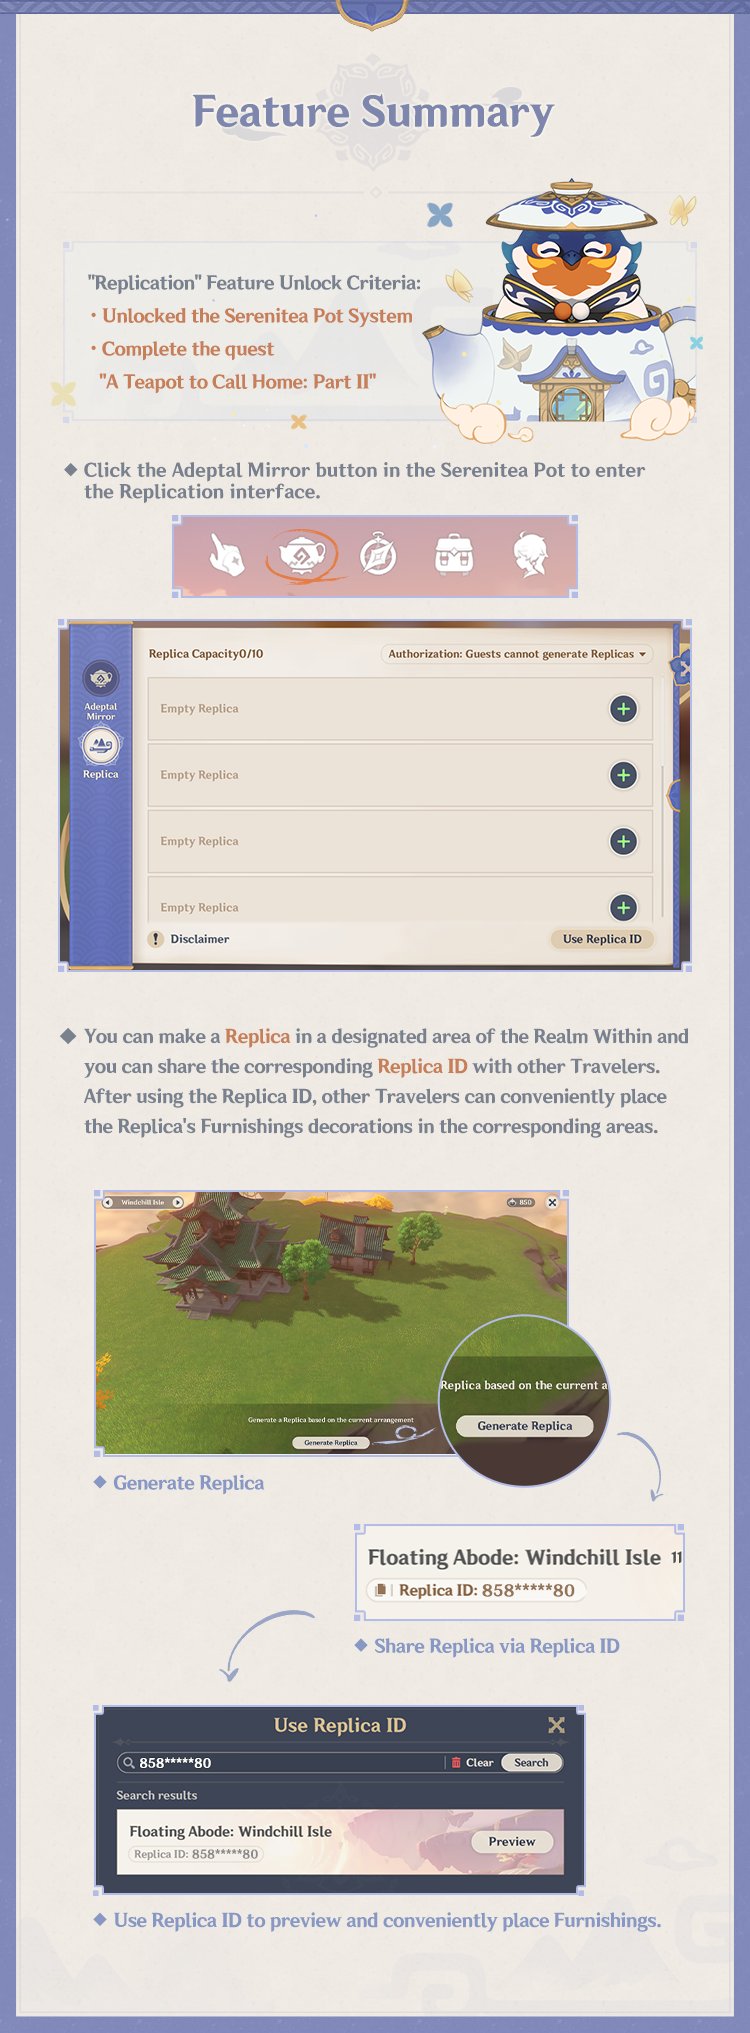 Feature Summary
"Replication" Feature Unlock Criteria:
· Unlocked the Serenitea Pot System
· Complete the quest
"A Teapot to Call Home: Part II"
◆ Click the Adeptal Mirror button in the Serenitea Pot to enter
the Replication interface.
Replica Capacity0/10
Authorization: Guests cannot generate Replicas
Adeptal
Mirror
Replica
Empty Replica
Empty Replica
Empty Replica
Empty Replica
Disclaimer
Use Replica ID
◆ You can make a Replica in a designated area of the Realm Within and
you can share the corresponding Replica ID with other Travelers.
After using the Replica ID, other Travelers can conveniently place
the Replica's Furnishings decorations in the corresponding areas.
Windchill Isle
850
Replica based on the current a
Generate a Replica based on the current arrangement
Generate Replica
Generate Replica
◆ Generate Replica
Floating Abode: Windchill Isle 11
Replica ID: 858*****80
◆ Share Replica via Replica ID
Use Replica ID
858*****80
Clear
Search
Search results
Floating Abode: Windchill Isle
Replica ID: 858*****80
Preview
◆ Use Replica ID to preview and conveniently place Furnishings.